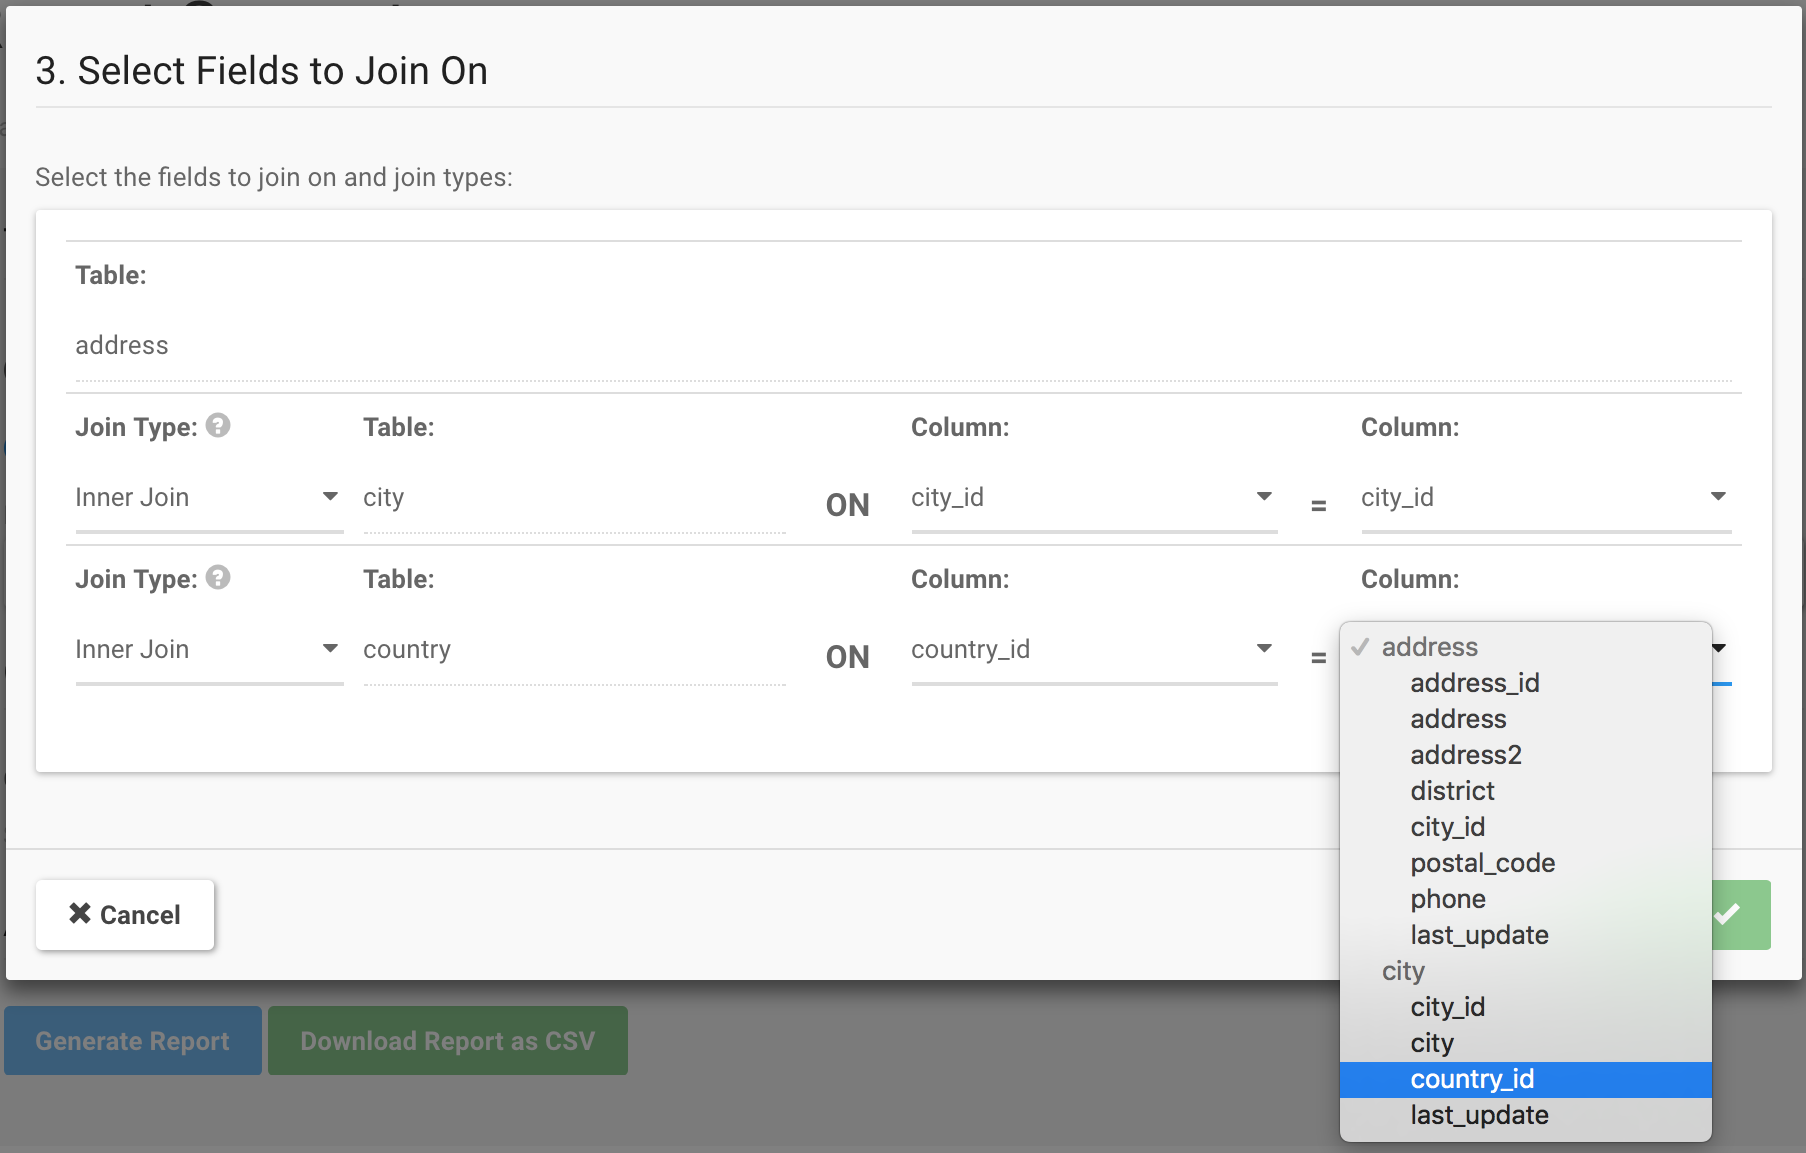 3. Select Fields to Join On
Select the fields to join on and join types:
Table:
address
Join Type: ? Table: Column: Column:
Inner Join city ON city_id = city_id
Join Type: ? Table: Column: Column:
Inner Join country ON country_id =
✓ address
address_id
address
address2
district
city_id
postal_code
phone
last_update
city
city_id
city
country_id
last_update
✖ Cancel ✓
Generate Report Download Report as CSV